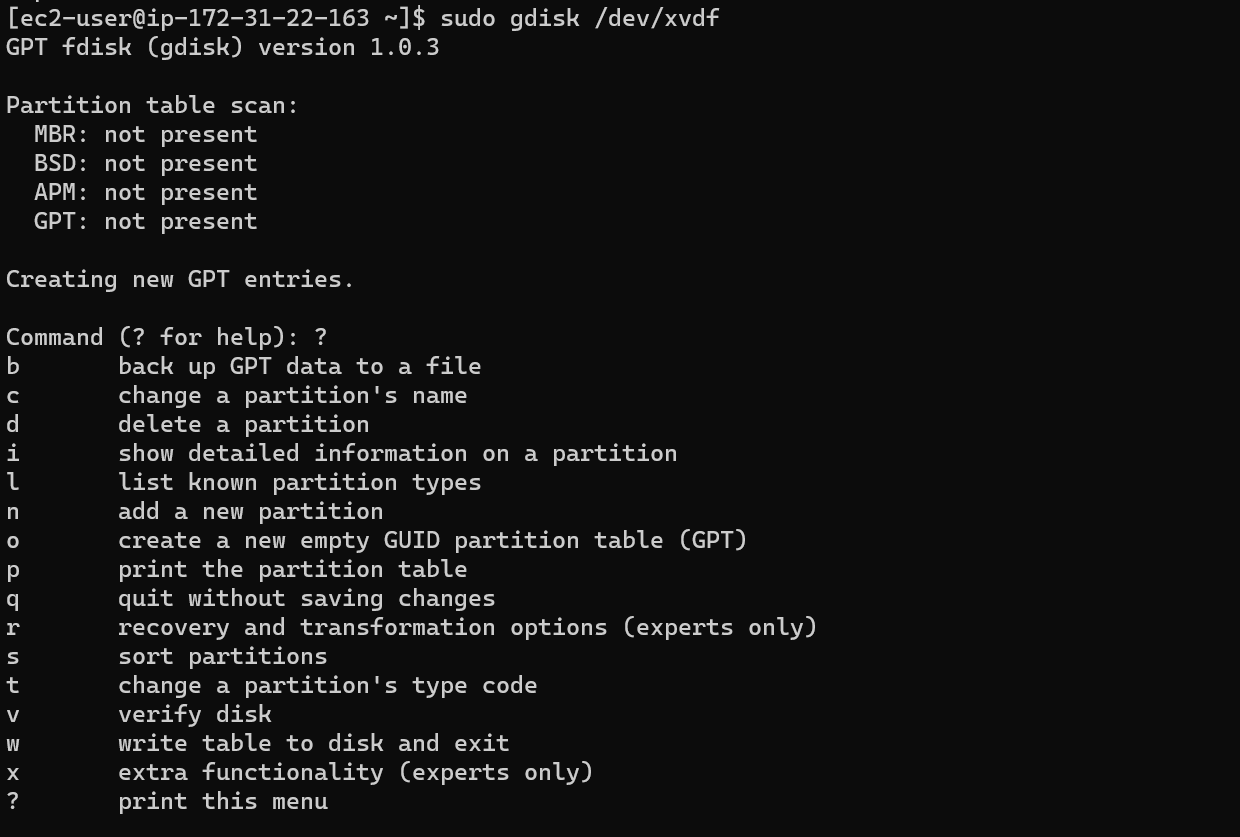 [ec2-user@ip-172-31-22-163 ~]$ sudo gdisk /dev/xvdf
GPT fdisk (gdisk) version 1.0.3

Partition table scan:
  MBR: not present
  BSD: not present
  APM: not present
  GPT: not present

Creating new GPT entries.

Command (? for help): ?
b       back up GPT data to a file
c       change a partition's name
d       delete a partition
i       show detailed information on a partition
l       list known partition types
n       add a new partition
o       create a new empty GUID partition table (GPT)
p       print the partition table
q       quit without saving changes
r       recovery and transformation options (experts only)
s       sort partitions
t       change a partition's type code
v       verify disk
w       write table to disk and exit
x       extra functionality (experts only)
?       print this menu